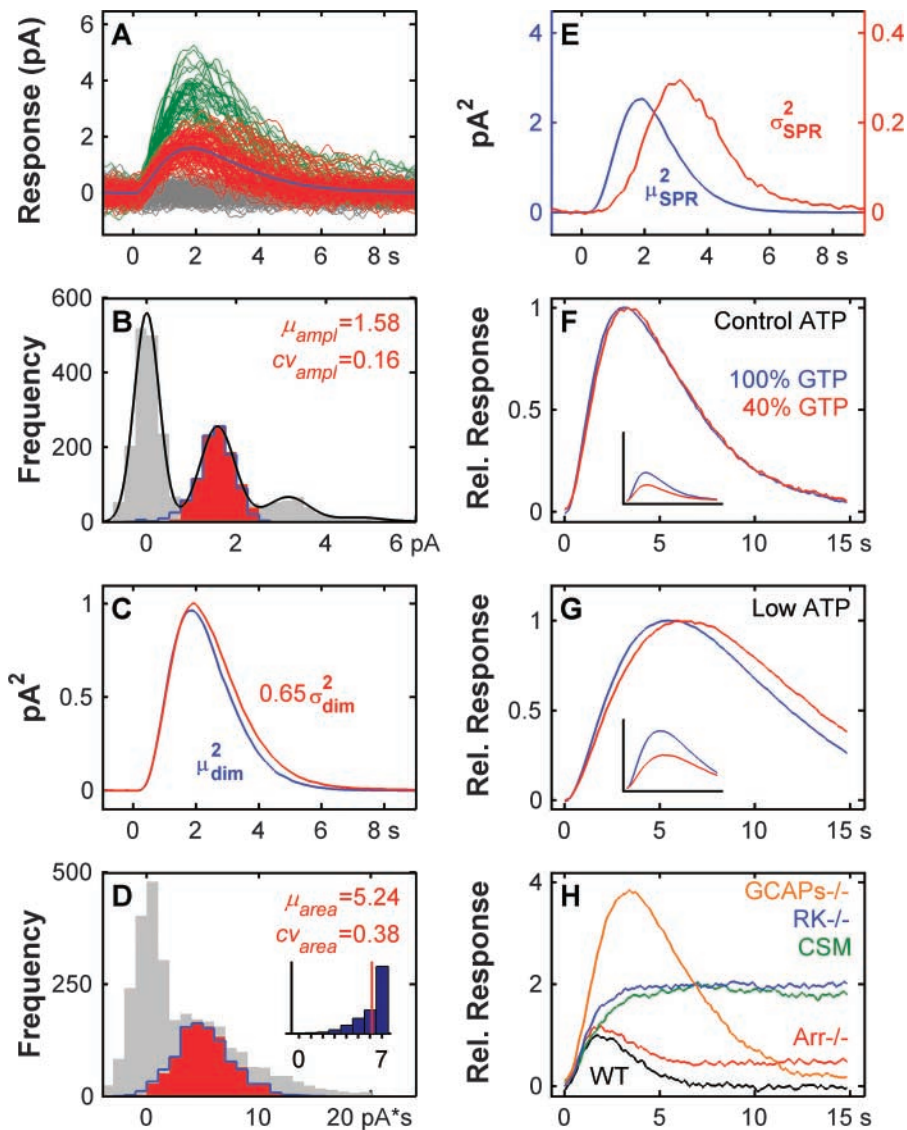 A
Response (pA)
6
4
2
0
0 2 4 6 8 s
B
Frequency
600
400
200
0
μampl=1.58
cvampl=0.16
0 2 4 6 pA
C
pA²
1
0.5
0
0.65 σ²dim
μ²dim
0 2 4 6 8 s
D
Frequency
500
250
0
μarea=5.24
cvarea=0.38
0 7
0 10 20 pA*s
E
pA²
4
2
0
0.4
0.2
0
σ²SPR
μ²SPR
0 2 4 6 8 s
F
Control ATP
Rel. Response
1
0.5
0
100% GTP
40% GTP
0 5 10 15 s
G
Low ATP
Rel. Response
1
0.5
0
0 5 10 15 s
H
Rel. Response
4
2
0
GCAPs-/-
RK-/-
CSM
Arr-/-
WT
0 5 10 15 s